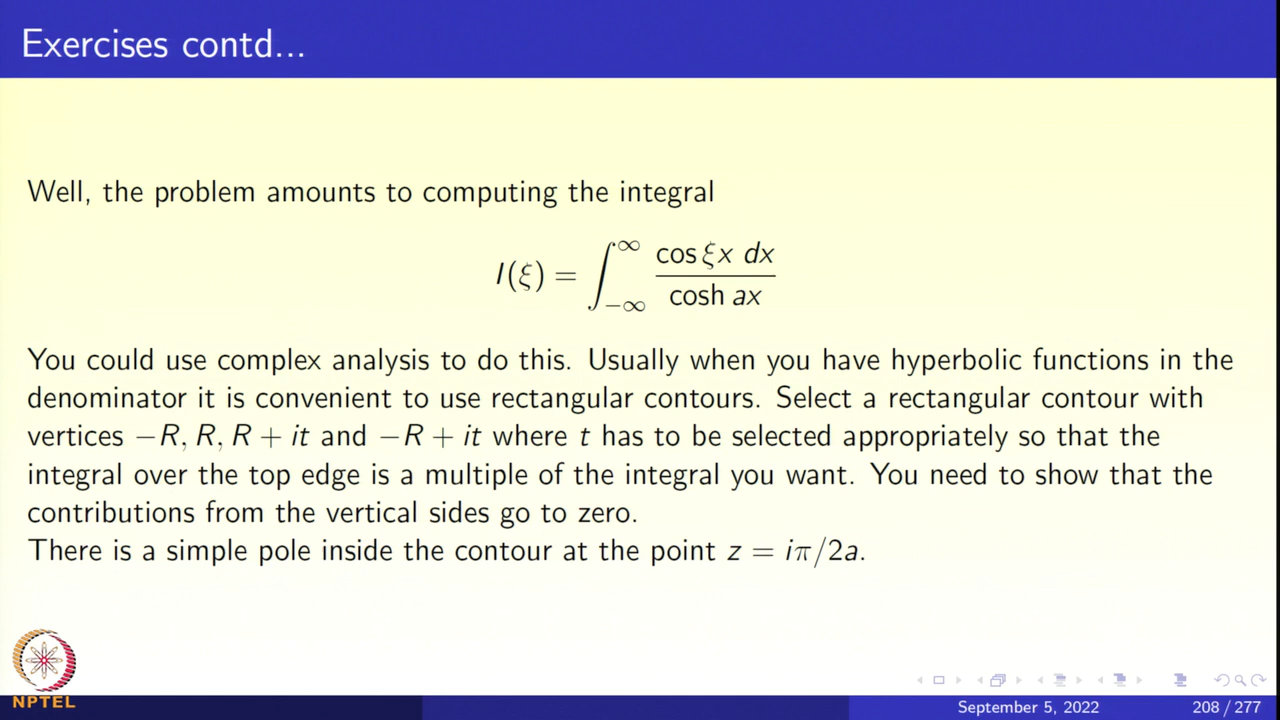 Exercises contd...
Well, the problem amounts to computing the integral
I(ξ) = ∫_{−∞}^{∞} cos ξx dx / cosh ax
You could use complex analysis to do this. Usually when you have hyperbolic functions in the
denominator it is convenient to use rectangular contours. Select a rectangular contour with
vertices −R, R, R + it and −R + it where t has to be selected appropriately so that the
integral over the top edge is a multiple of the integral you want. You need to show that the
contributions from the vertical sides go to zero.
There is a simple pole inside the contour at the point z = iπ/2a.
NPTEL
September 5, 2022
208 / 277